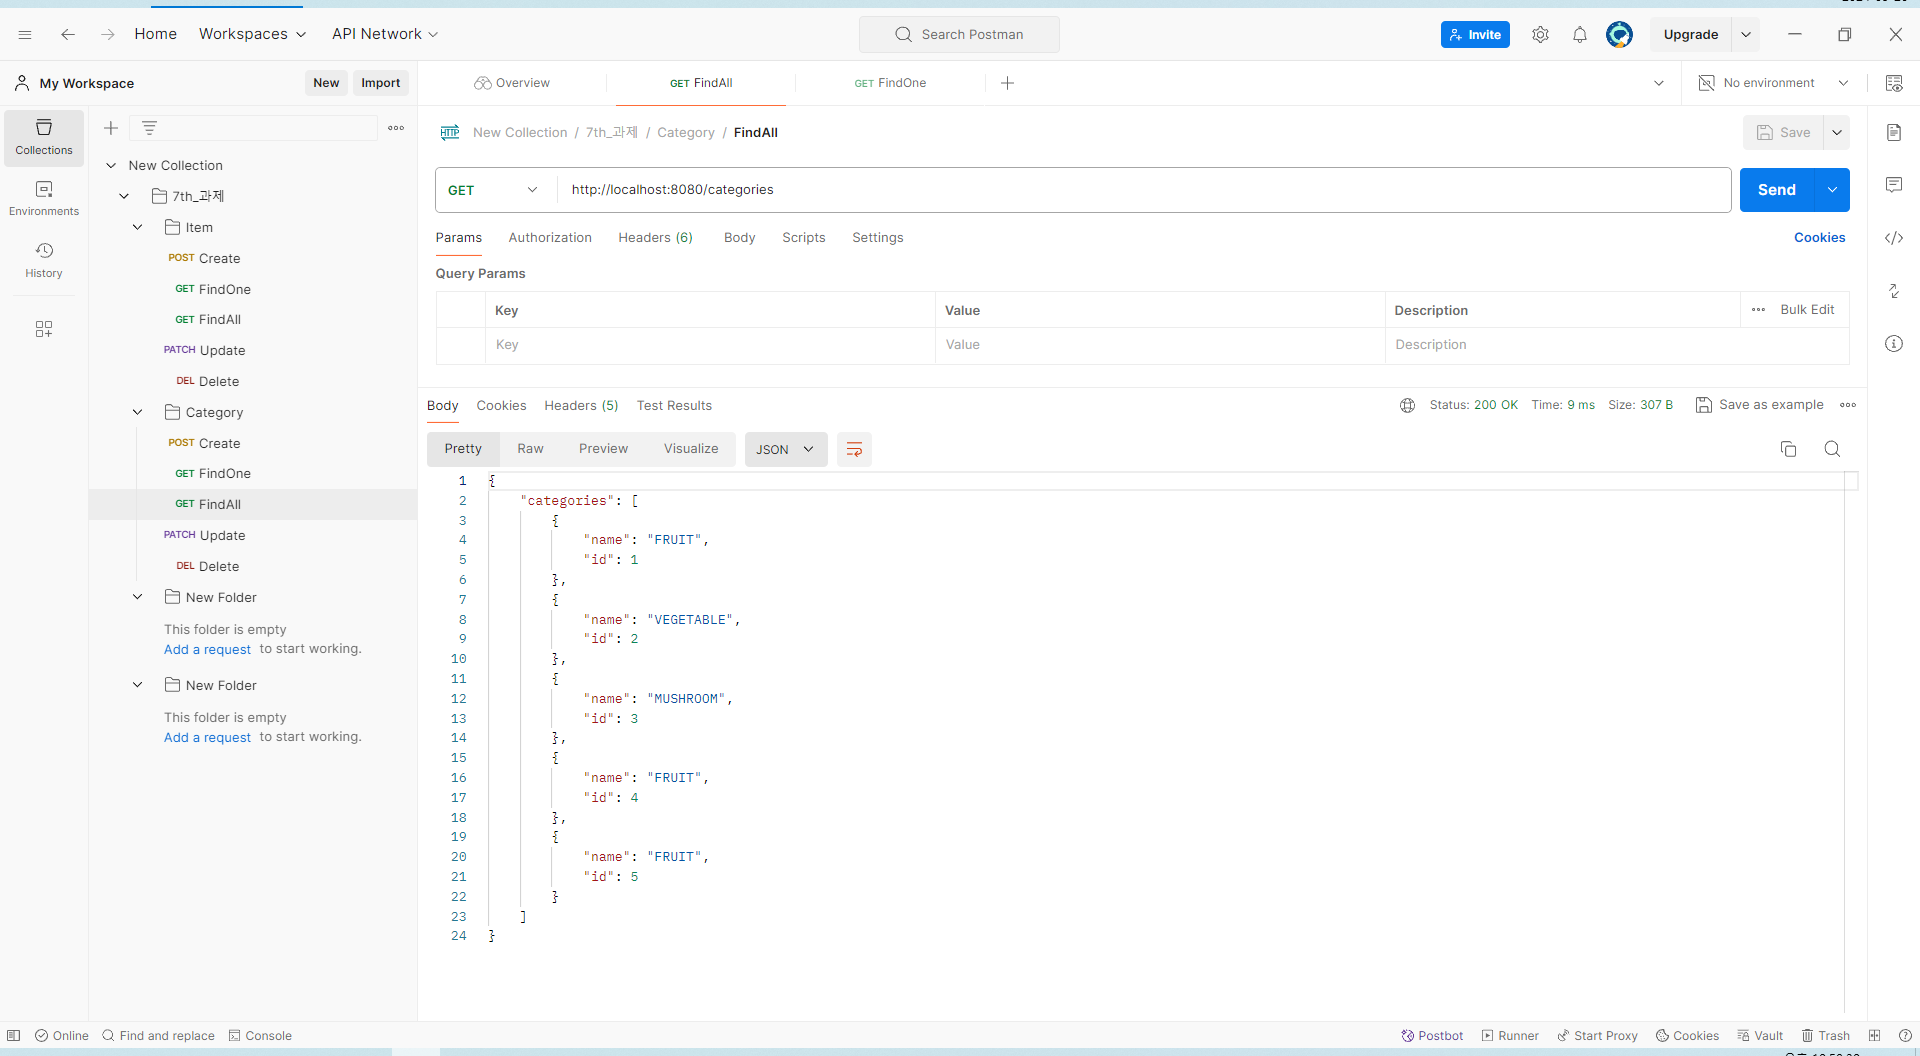 Home Workspaces API Network Search Postman Invite Upgrade
My Workspace New Import Overview GET FindAll GET FindOne No environment
Collections
Environments
History
New Collection
7th_과제
Item
POST Create
GET FindOne
GET FindAll
PATCH Update
DEL Delete
Category
POST Create
GET FindOne
GET FindAll
PATCH Update
DEL Delete
New Folder
This folder is empty
Add a request to start working.
New Folder
This folder is empty
Add a request to start working.
HTTP New Collection / 7th_과제 / Category / FindAll Save
GET http://localhost:8080/categories Send
Params Authorization Headers (6) Body Scripts Settings Cookies
Query Params
Key Value Description Bulk Edit
Key Value Description
Body Cookies Headers (5) Test Results Status: 200 OK Time: 9 ms Size: 307 B Save as example
Pretty Raw Preview Visualize JSON
1 {
2 "categories": [
3 {
4 "name": "FRUIT",
5 "id": 1
6 },
7 {
8 "name": "VEGETABLE",
9 "id": 2
10 },
11 {
12 "name": "MUSHROOM",
13 "id": 3
14 },
15 {
16 "name": "FRUIT",
17 "id": 4
18 },
19 {
20 "name": "FRUIT",
21 "id": 5
22 }
23 ]
24 }
Online Find and replace Console Postbot Runner Start Proxy Cookies Vault Trash